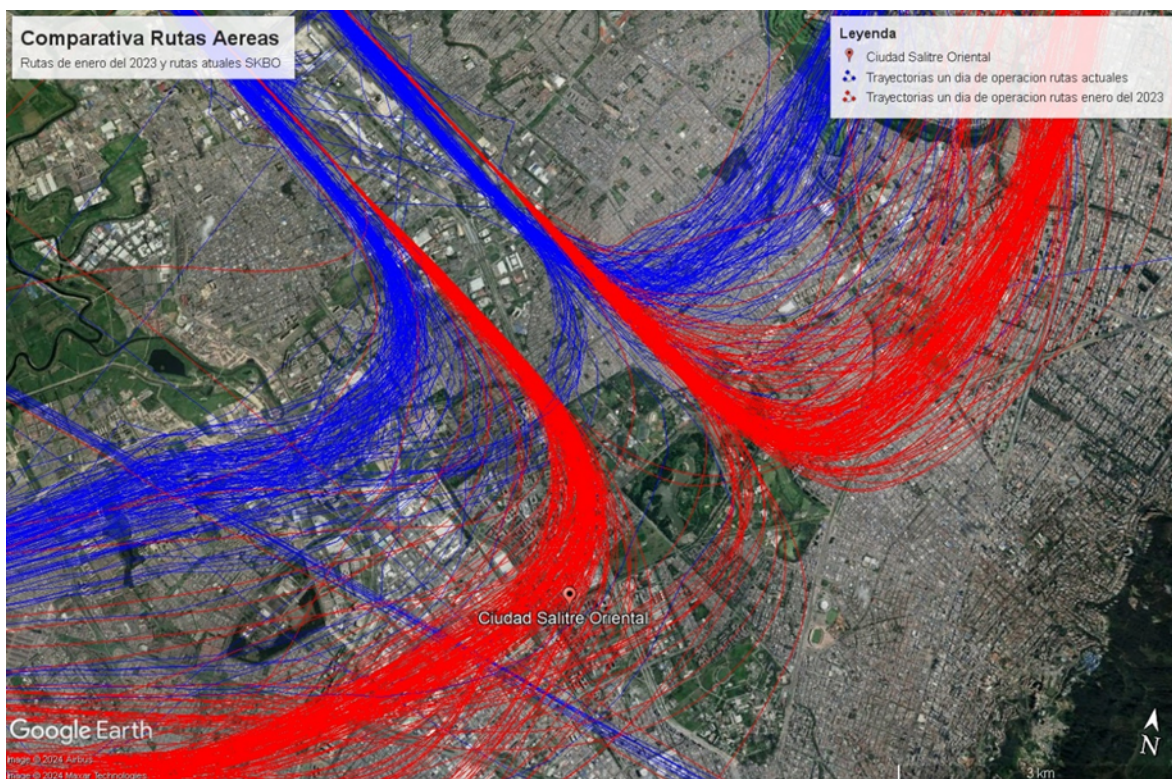 Comparativa Rutas Aereas
Rutas de enero del 2023 y rutas atuales SKBO
Leyenda
Ciudad Salitre Oriental
Trayectorias un dia de operacion rutas actuales
Trayectorias un dia de operacion rutas enero del 2023
Ciudad Salitre Oriental
Google Earth
Image © 2024 Airbus
Image © 2024 Maxar Technologies
3 km
N